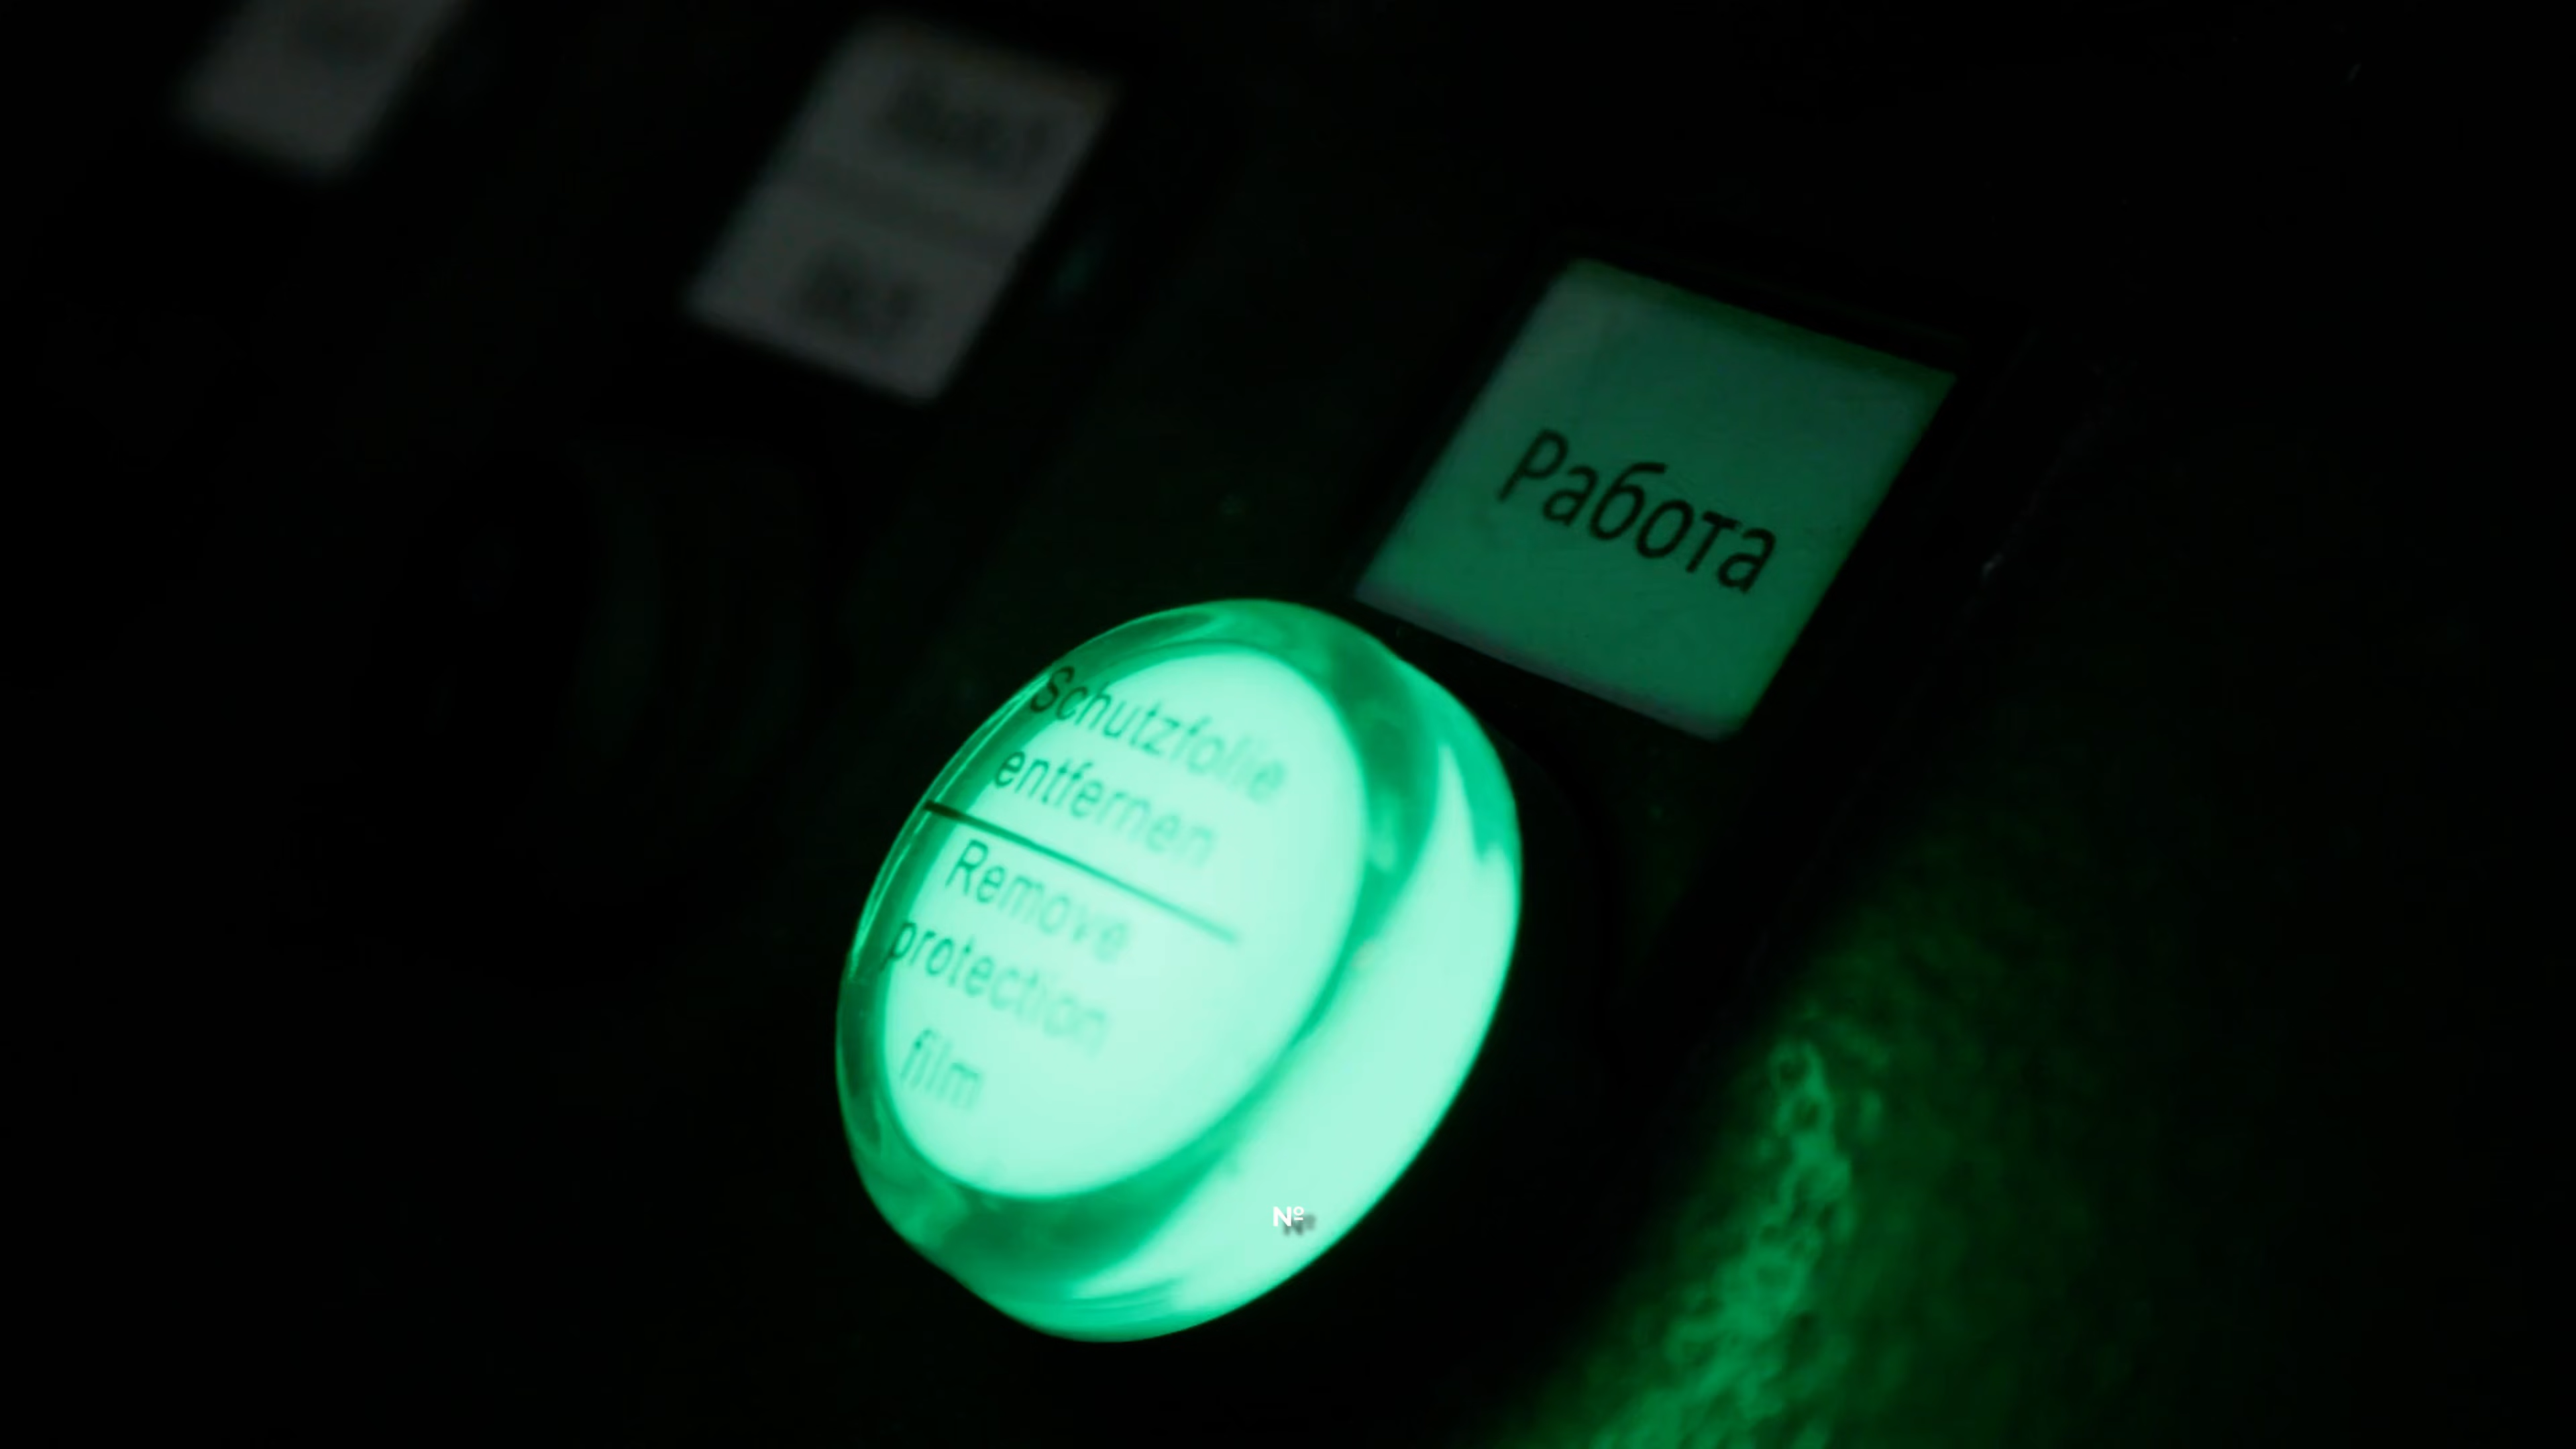 Работа
Schutzfolie
entfernen
Remove
protection
film
№